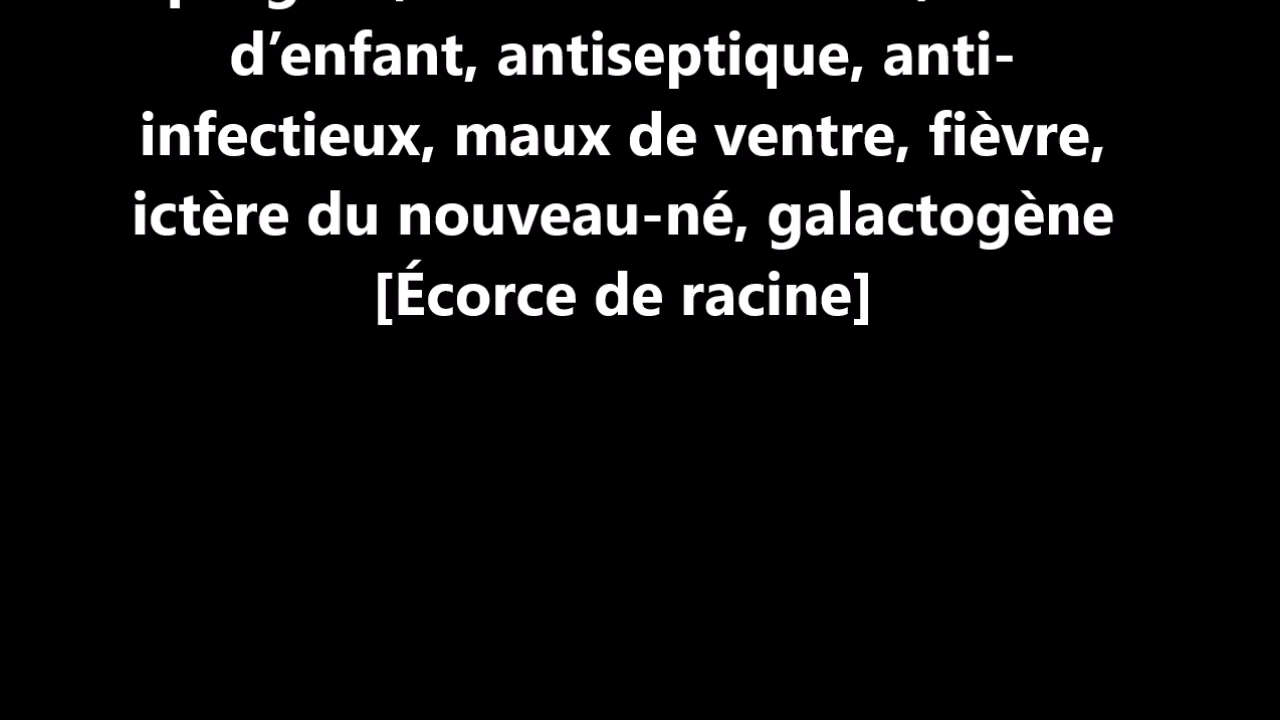 d’enfant, antiseptique, anti-
infectieux, maux de ventre, fièvre,
ictère du nouveau-né, galactogène
[Écorce de racine]